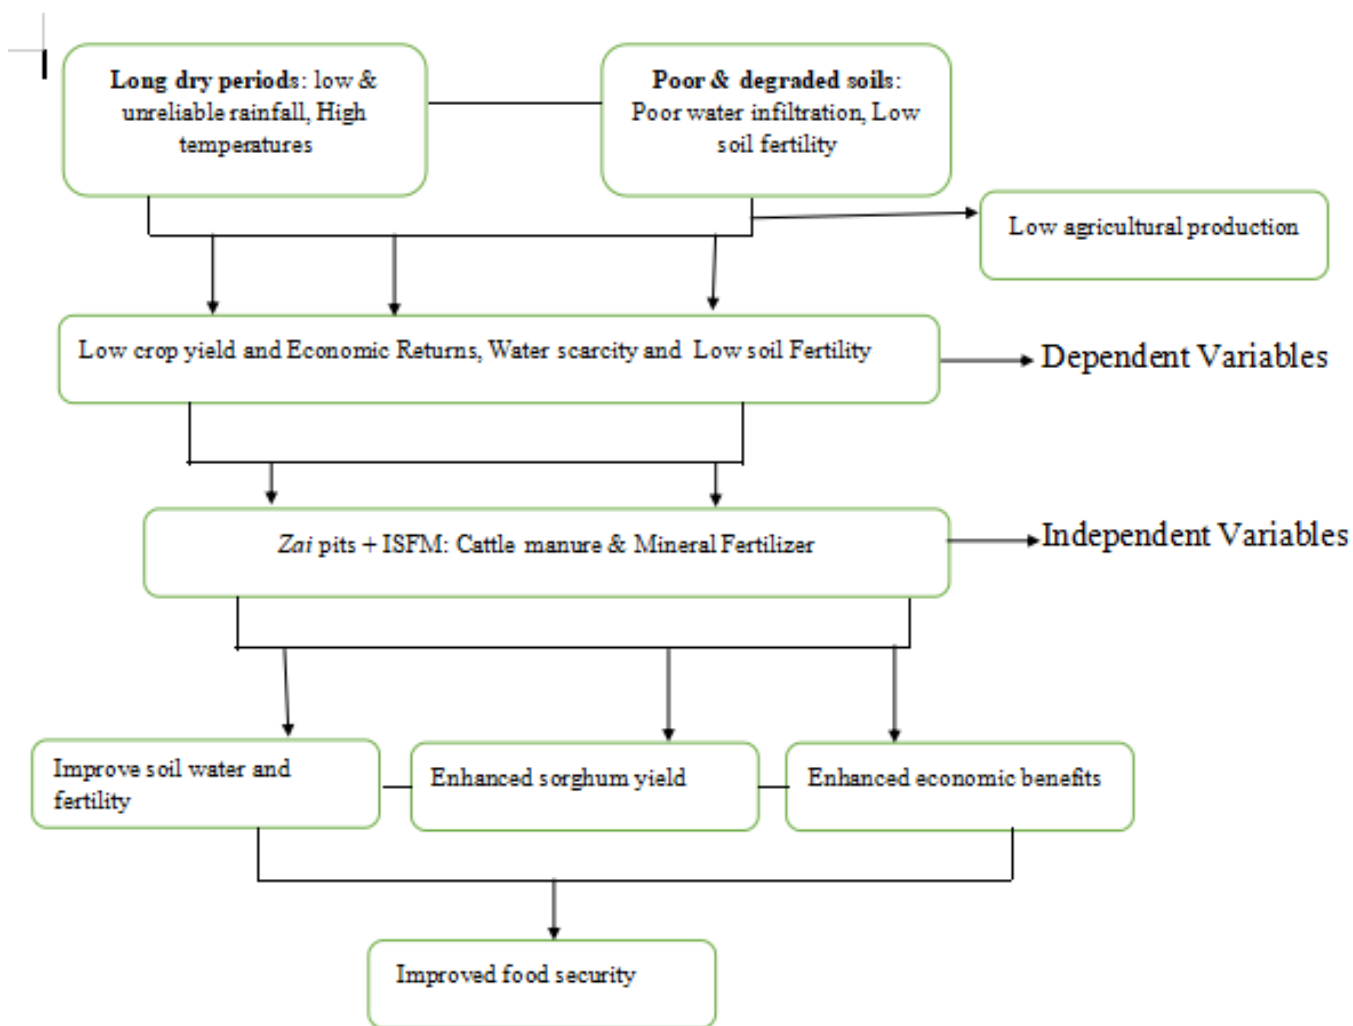 Long dry periods: low &
unreliable rainfall, High
temperatures
Poor & degraded soils:
Poor water infiltration, Low
soil fertility
Low agricultural production
Low crop yield and Economic Returns, Water scarcity and Low soil Fertility
Dependent Variables
Zai pits + ISFM: Cattle manure & Mineral Fertilizer
Independent Variables
Improve soil water and
fertility
Enhanced sorghum yield
Enhanced economic benefits
Improved food security